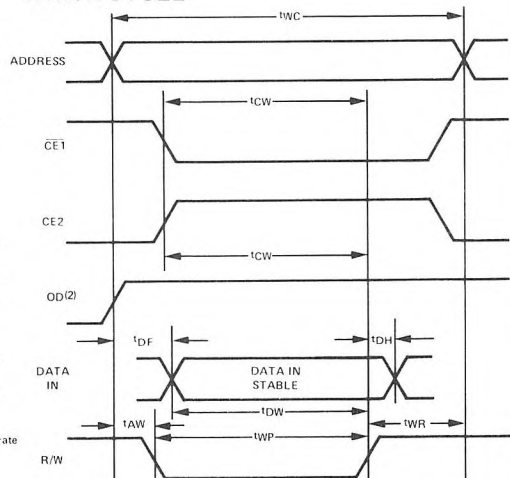 tWC
ADDRESS
tCW
CE1
CE2
tCW
OD(2)
tDF
tDH
DATA IN
DATA IN STABLE
tDW
tAW
tWP
tWR
rate
R/W